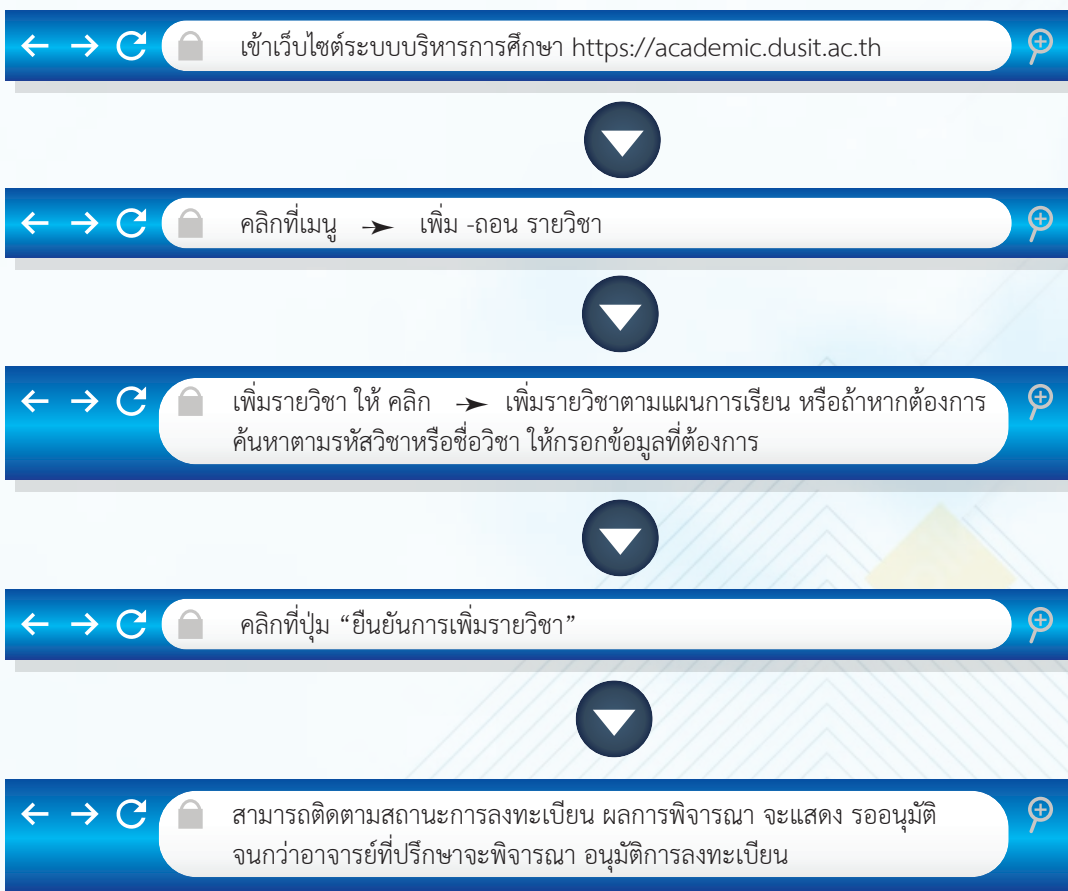 เข้าเว็บไซต์ระบบบริหารการศึกษา https://academic.dusit.ac.th
คลิกที่เมนู ➛ เพิ่ม -ถอน รายวิชา
เพิ่มรายวิชา ให้ คลิก ➛ เพิ่มรายวิชาตามแผนการเรียน หรือถ้าหากต้องการ
ค้นหาตามรหัสวิชาหรือชื่อวิชา ให้กรอกข้อมูลที่ต้องการ
คลิกที่ปุ่ม “ยืนยันการเพิ่มรายวิชา”
สามารถติดตามสถานะการลงทะเบียน ผลการพิจารณา จะแสดง รออนุมัติ
จนกว่าอาจารย์ที่ปรึกษาจะพิจารณา อนุมัติการลงทะเบียน